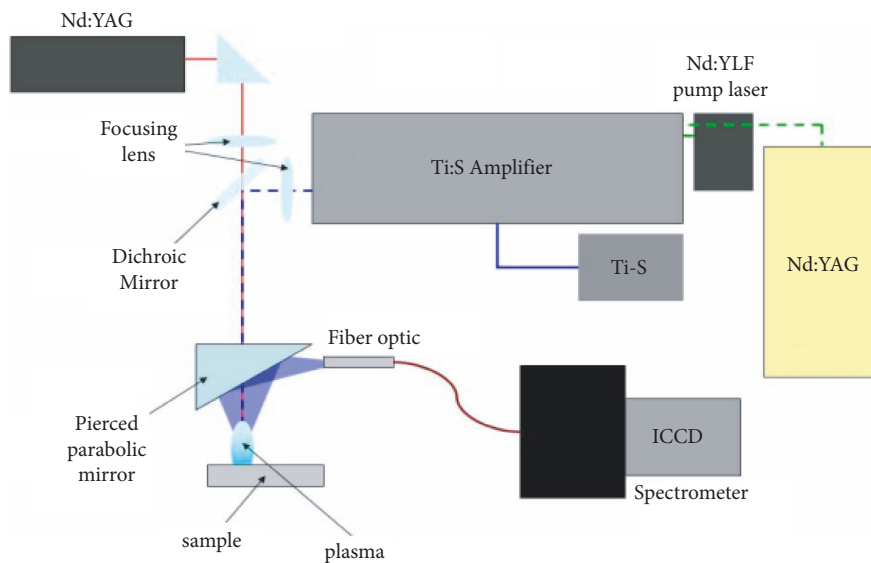 Nd:YAG
Nd:YLF
pump laser
Focusing
lens
Ti:S Amplifier
Dichroic
Mirror
Ti-S
Nd:YAG
Fiber optic
Pierced
parabolic
mirror
ICCD
Spectrometer
sample
plasma